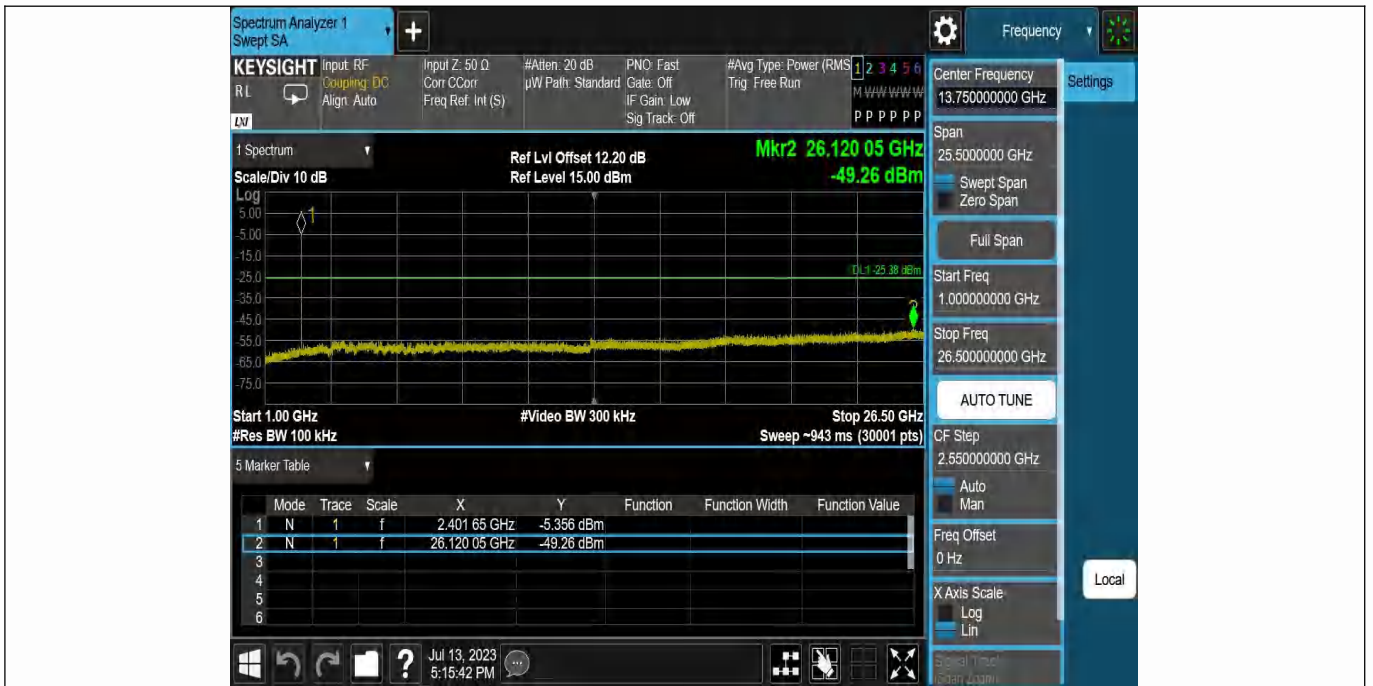 Spectrum Analyzer 1
Swept SA
+
Frequency
KEYSIGHT
RL
LXI
Input: RF
Coupling: DC
Align: Auto
Input Z: 50 Ω
Corr CCorr
Freq Ref: Int (S)
#Atten: 20 dB
µW Path: Standard
PNO: Fast
Gate: Off
IF Gain: Low
Sig Track: Off
#Avg Type: Power (RMS
Trig: Free Run
1 2 3 4 5 6
M W W W W W
P P P P P P
1 Spectrum
Scale/Div 10 dB
Ref Lvl Offset 12.20 dB
Ref Level 15.00 dBm
Mkr2 26.120 05 GHz
-49.26 dBm
Log
5.00
-5.00
-15.0
-25.0
-35.0
-45.0
-55.0
-65.0
-75.0
1
DL1 -25.38 dBm
2
Start 1.00 GHz
#Video BW 300 kHz
Stop 26.50 GHz
#Res BW 100 kHz
Sweep ~943 ms (30001 pts)
5 Marker Table
Mode Trace Scale X Y Function Function Width Function Value
1 N 1 f 2.401 65 GHz -5.356 dBm
2 N 1 f 26.120 05 GHz -49.26 dBm
3
4
5
6
Center Frequency
13.750000000 GHz
Settings
Span
25.5000000 GHz
Swept Span
Zero Span
Full Span
Start Freq
1.000000000 GHz
Stop Freq
26.500000000 GHz
AUTO TUNE
CF Step
2.550000000 GHz
Auto
Man
Freq Offset
0 Hz
X Axis Scale
Log
Lin
Signal Track
(Span Zoom)
Local
?
Jul 13, 2023
5:15:42 PM